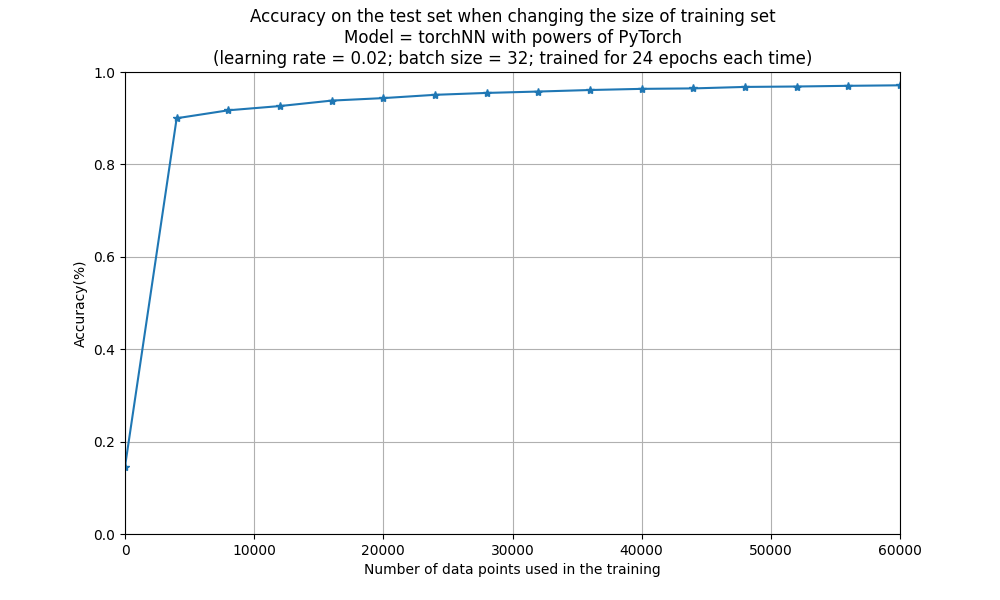 Accuracy on the test set when changing the size of training set
Model = torchNN with powers of PyTorch
(learning rate = 0.02; batch size = 32; trained for 24 epochs each time)
1.0
0.8
0.6
0.4
0.2
0.0
Accuracy(%)
0 10000 20000 30000 40000 50000 60000
Number of data points used in the training